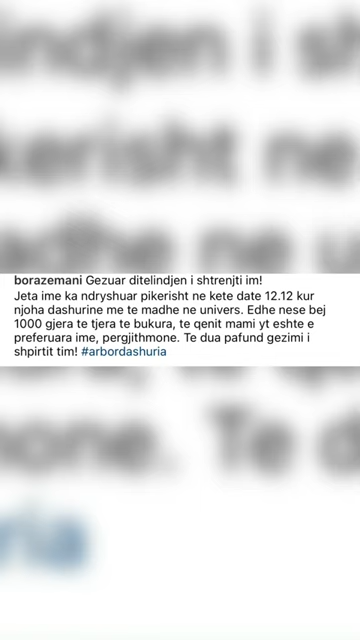 borazemani Gezuar ditelindjen i shtrenjti im!
Jeta ime ka ndryshuar pikerisht ne kete date 12.12 kur
njoha dashurine me te madhe ne univers. Edhe nese bej
1000 gjera te tjera te bukura, te qenit mami yt eshte e
preferuara ime, pergjithmone. Te dua pafund gezimi i
shpirtit tim! #arbordashuria